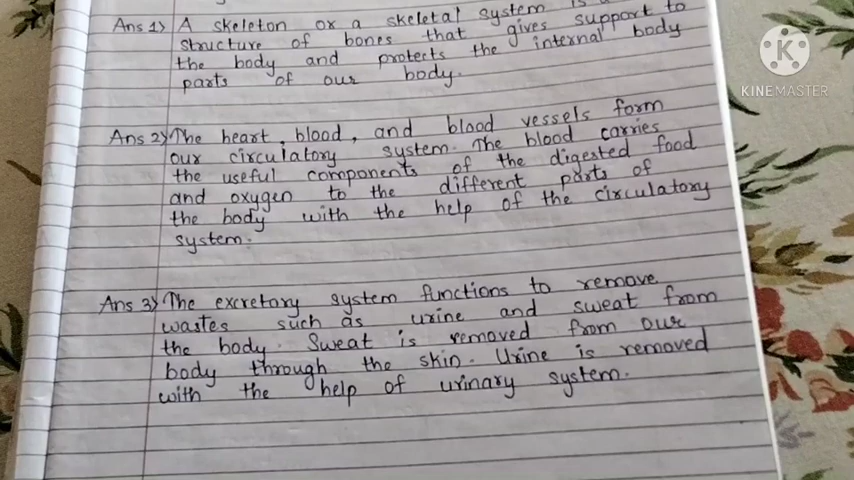 Ans 1) A skeleton or a skeletal system is a
structure of bones that gives support to
the body and protects the internal body
parts of our body.
Ans 2) The heart, blood, and blood vessels form
our circulatory system. The blood carries
the useful components of the digested food
and oxygen to the different parts of
the body with the help of the circulatory
system.
Ans 3) The excretary system functions to remove
wastes such as urine and sweat from
the body. Sweat is removed from our
body through the skin. Urine is removed
with the help of urinary system.
KINEMASTER